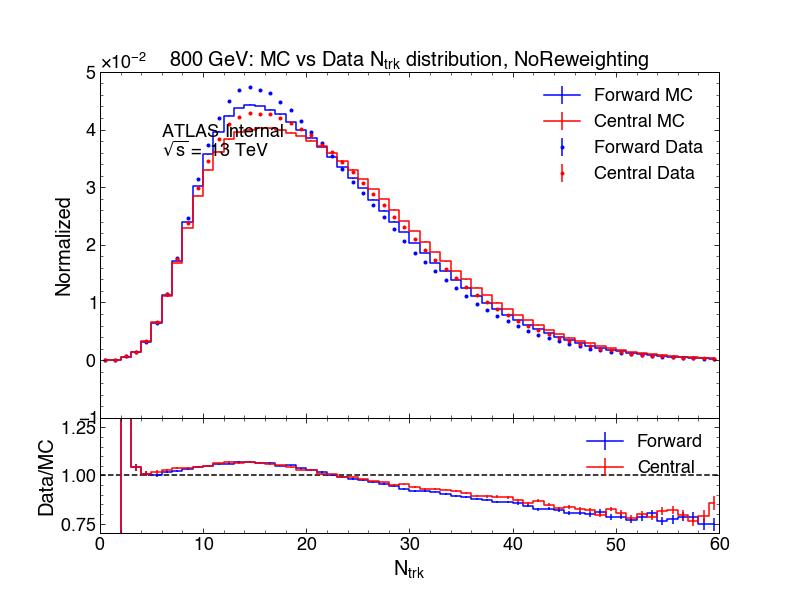 ×10⁻² 800 GeV: MC vs Data Nₜᵣₖ distribution, NoReweighting
5
4
3
2
1
0
−1
Normalized
ATLAS Internal
√s = 13 TeV
Forward MC
Central MC
Forward Data
Central Data
1.25
1.00
0.75
Data/MC
Forward
Central
0 10 20 30 40 50 60
Nₜᵣₖ